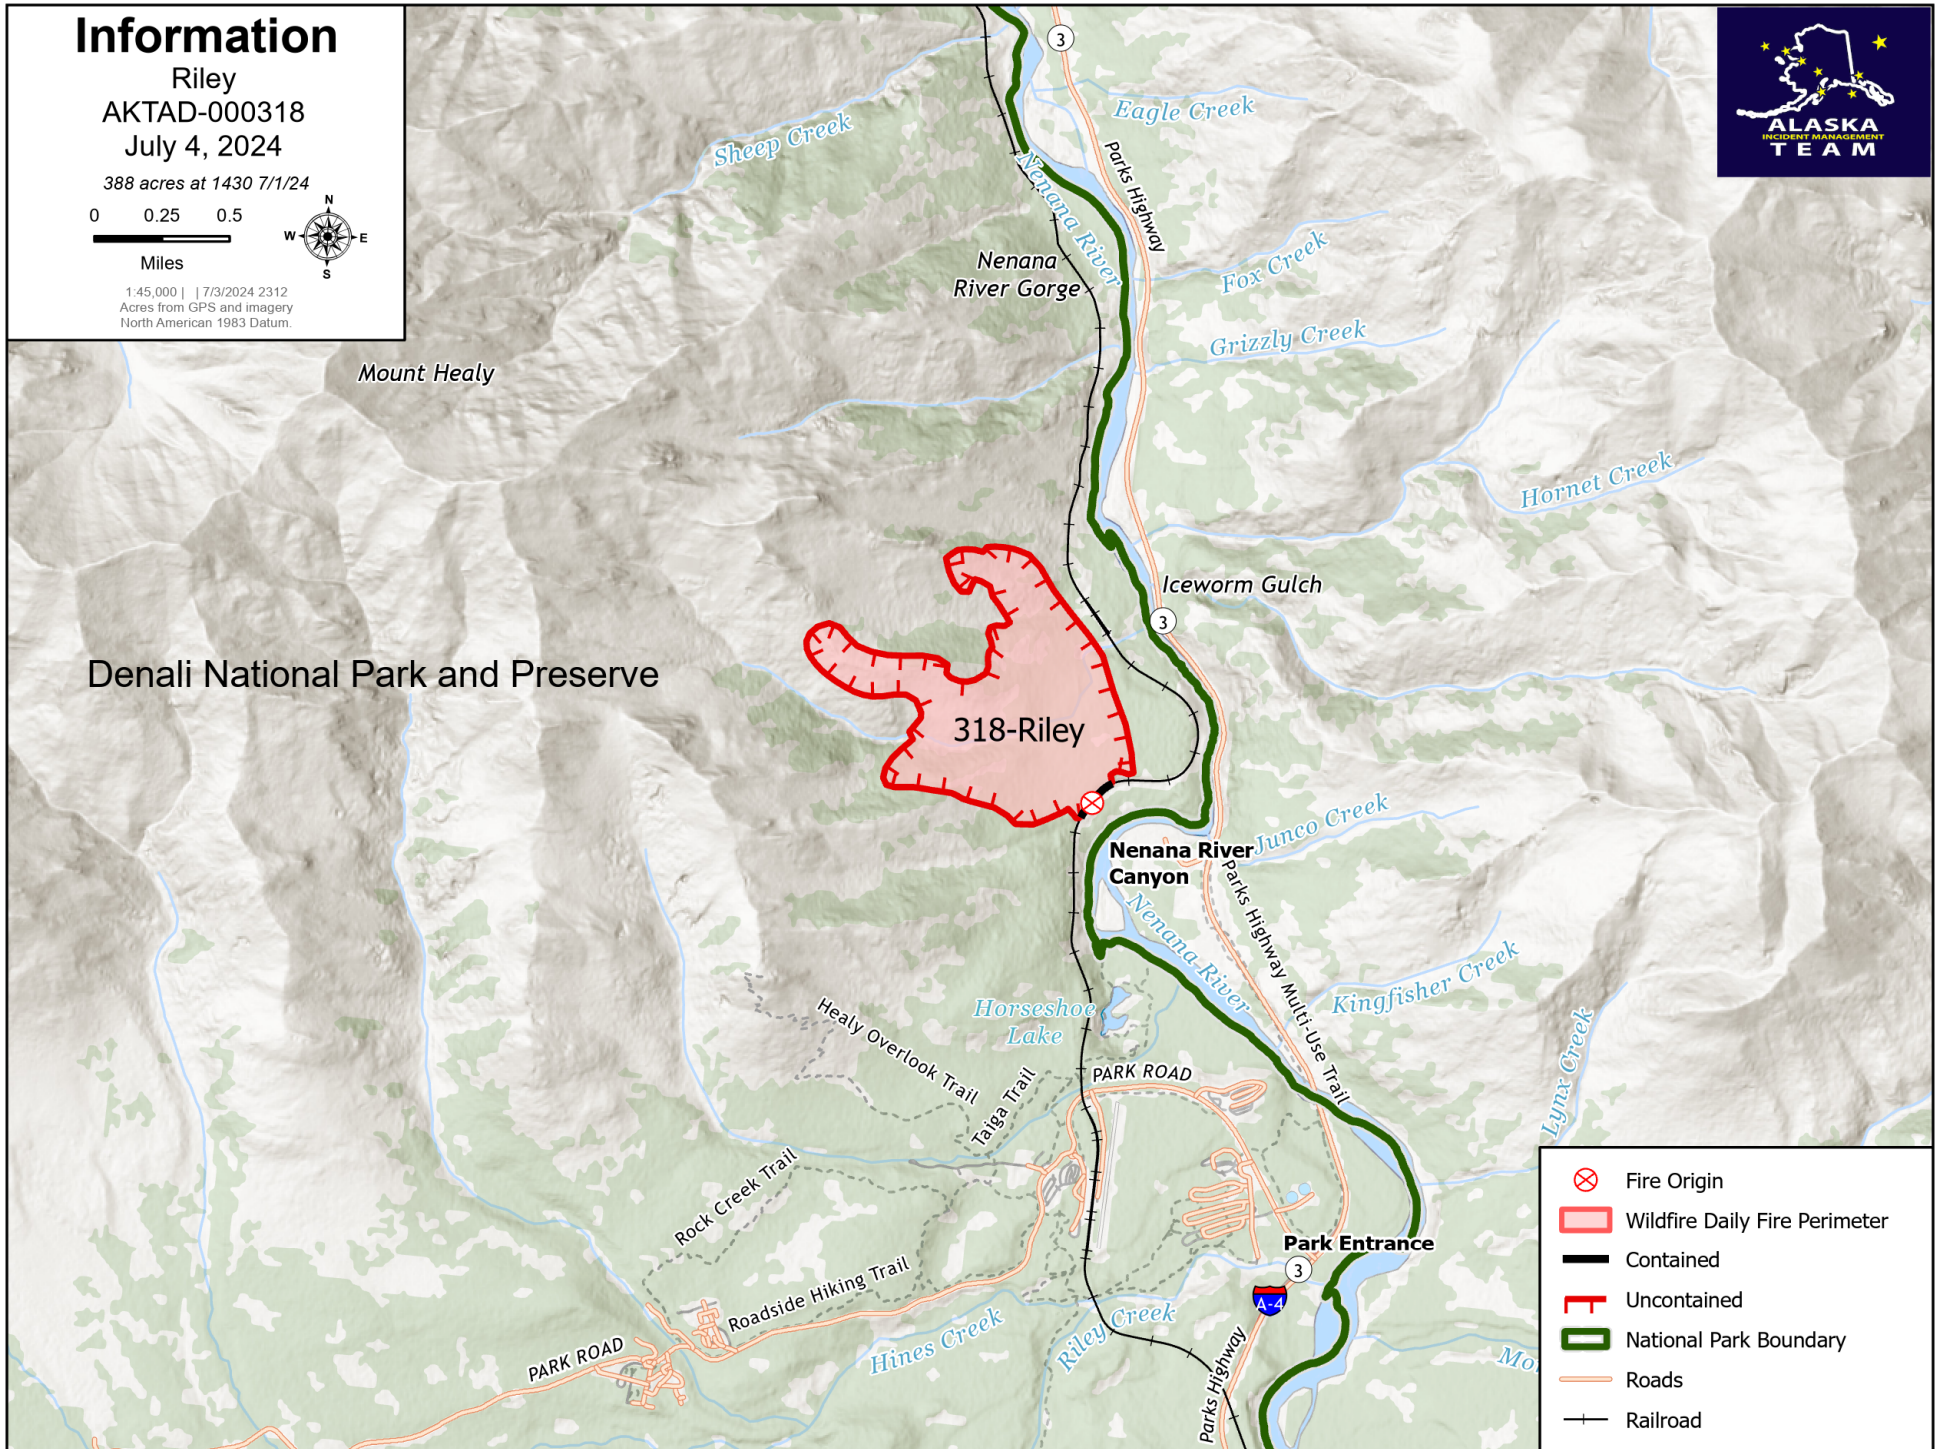 Information
Riley
AKTAD-000318
July 4, 2024
388 acres at 1430 7/1/24
0 0.25 0.5
Miles
N
W E
S
1:45,000 | | 7/3/2024 2312
Acres from GPS and imagery
North American 1983 Datum.
ALASKA
INCIDENT MANAGEMENT
TEAM
3
Eagle Creek
Sheep Creek
Parks Highway
Nenana River
Nenana
River Gorge
Fox Creek
Grizzly Creek
Mount Healy
Hornet Creek
Iceworm Gulch
3
Denali National Park and Preserve
318-Riley
Junco Creek
Nenana River
Canyon
Parks Highway Multi-Use Trail
Nenana River
Kingfisher Creek
Horseshoe
Lake
Healy Overlook Trail
Lynx Creek
PARK ROAD
Taiga Trail
Rock Creek Trail
Park Entrance
3
A-4
Roadside Hiking Trail
Hines Creek
Riley Creek
PARK ROAD
Parks Highway
Fire Origin
Wildfire Daily Fire Perimeter
Contained
Uncontained
National Park Boundary
Roads
Railroad